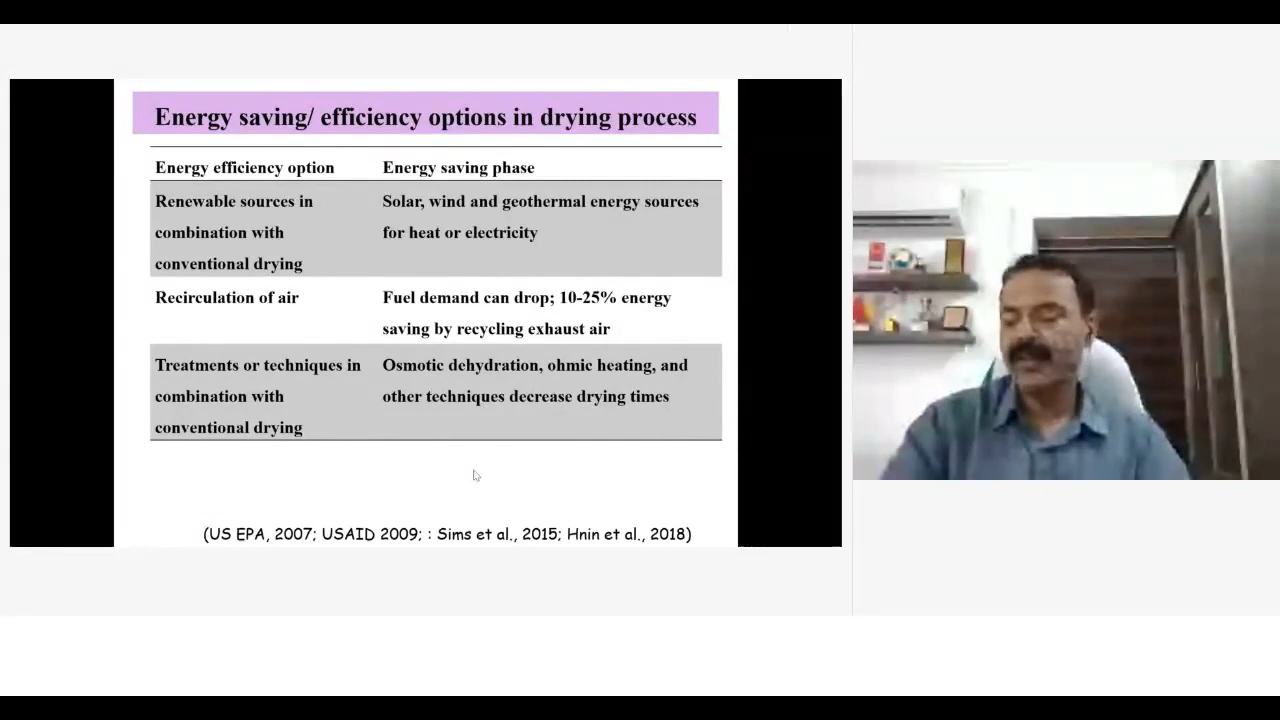 Energy saving/ efficiency options in drying process
Energy efficiency option
Energy saving phase
Renewable sources in
combination with
conventional drying
Solar, wind and geothermal energy sources
for heat or electricity
Recirculation of air
Fuel demand can drop; 10-25% energy
saving by recycling exhaust air
Treatments or techniques in
combination with
conventional drying
Osmotic dehydration, ohmic heating, and
other techniques decrease drying times
(US EPA, 2007; USAID 2009; : Sims et al., 2015; Hnin et al., 2018)